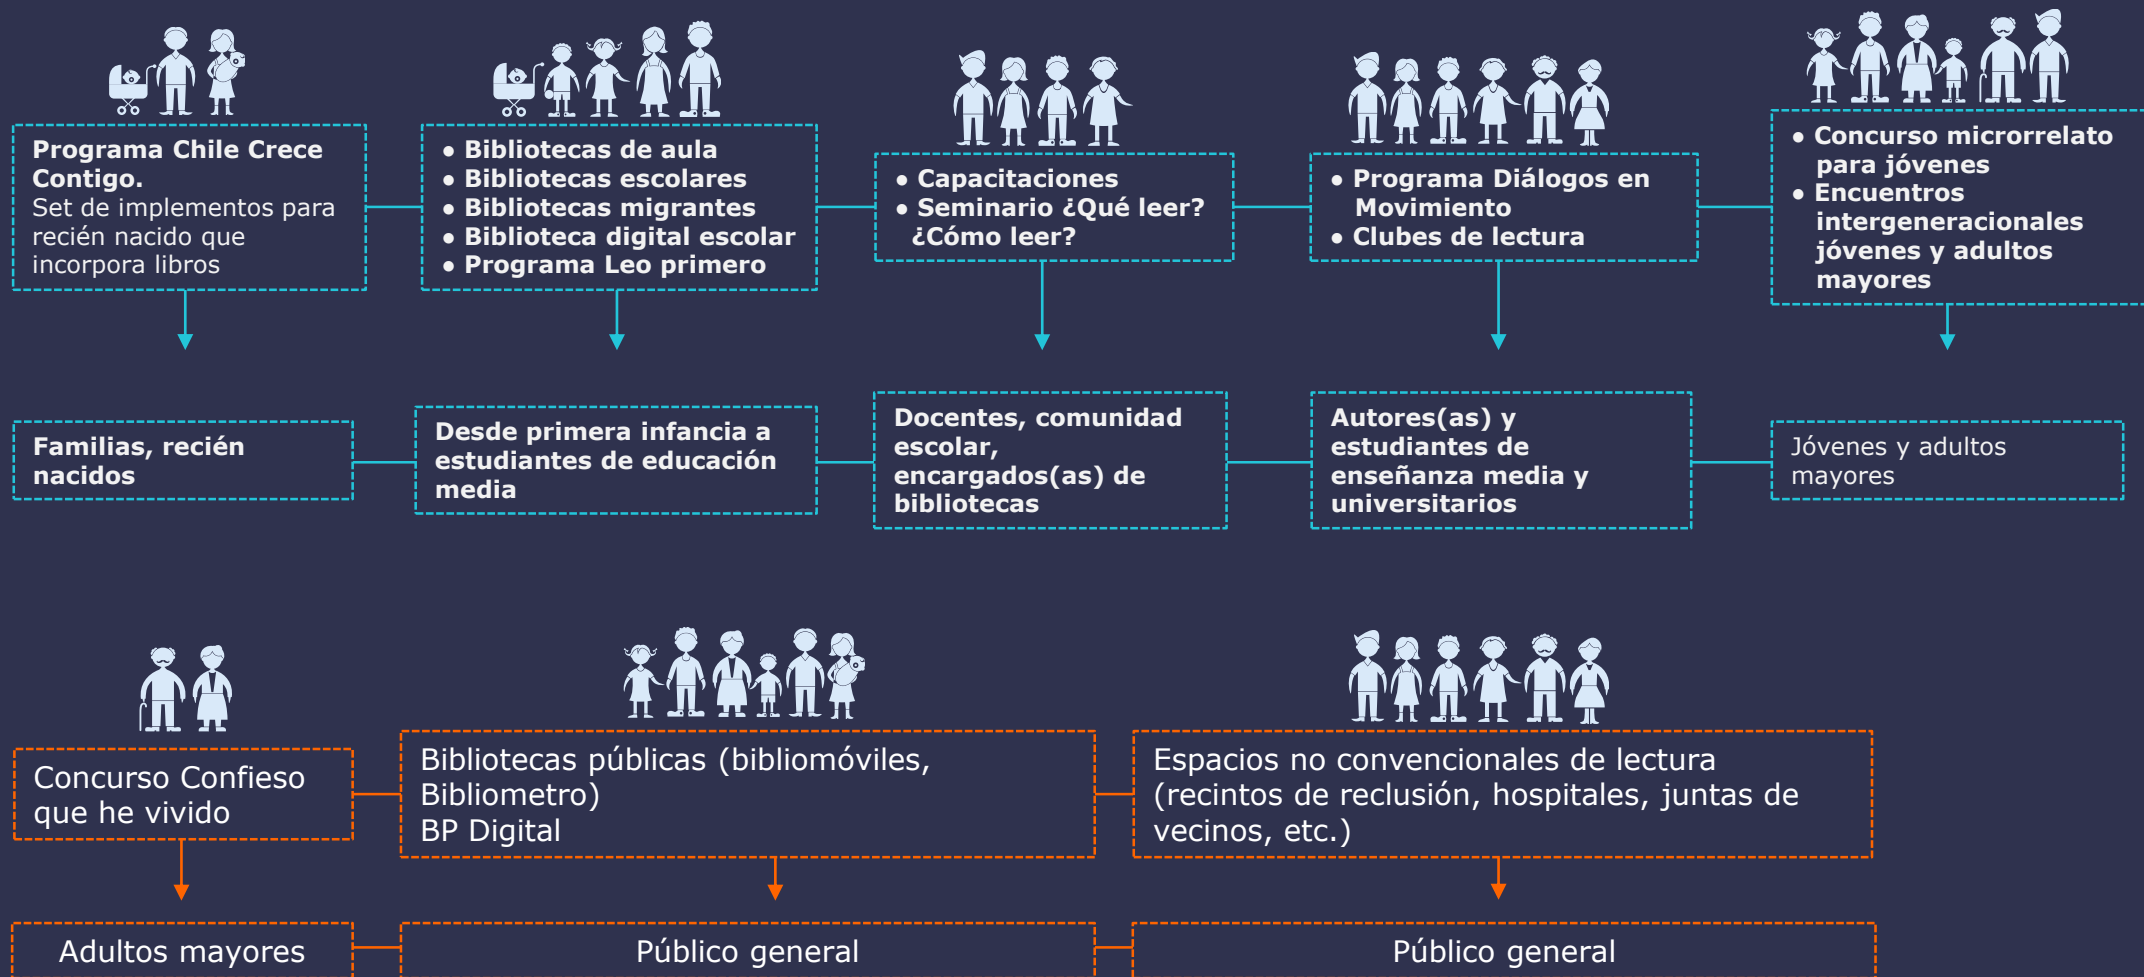 Programa Chile Crece
Contigo.
Set de implementos para
recién nacido que
incorpora libros
● Bibliotecas de aula
● Bibliotecas escolares
● Bibliotecas migrantes
● Biblioteca digital escolar
● Programa Leo primero
● Capacitaciones
● Seminario ¿Qué leer?
¿Cómo leer?
● Programa Diálogos en
Movimiento
● Clubes de lectura
● Concurso microrrelato
para jóvenes
● Encuentros
intergeneracionales
jóvenes y adultos
mayores
Familias, recién
nacidos
Desde primera infancia a
estudiantes de educación
media
Docentes, comunidad
escolar,
encargados(as) de
bibliotecas
Autores(as) y
estudiantes de
enseñanza media y
universitarios
Jóvenes y adultos
mayores
Concurso Confieso
que he vivido
Bibliotecas públicas (bibliomóviles,
Bibliometro)
BP Digital
Espacios no convencionales de lectura
(recintos de reclusión, hospitales, juntas de
vecinos, etc.)
Adultos mayores
Público general
Público general